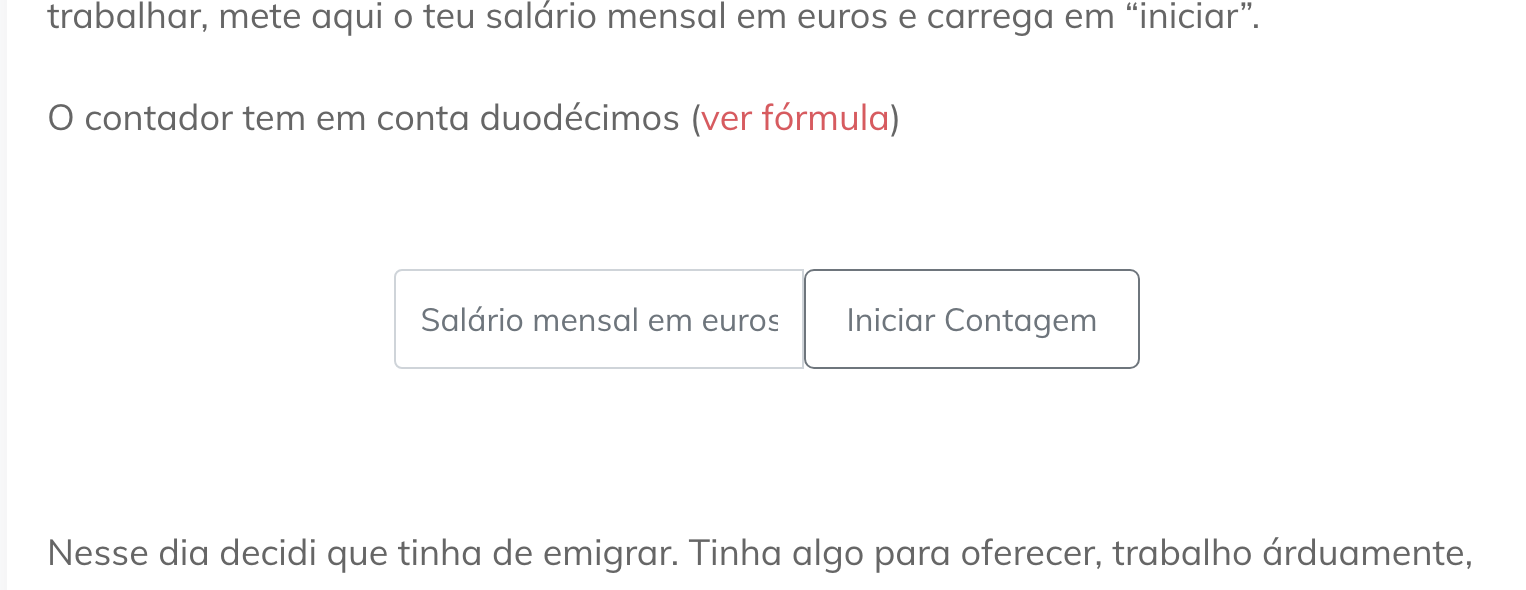 trabalhar, mete aqui o teu salário mensal em euros e carrega em “iniciar”.
O contador tem em conta duodécimos (ver fórmula)
Salário mensal em euros
Iniciar Contagem
Nesse dia decidi que tinha de emigrar. Tinha algo para oferecer, trabalho árduamente,